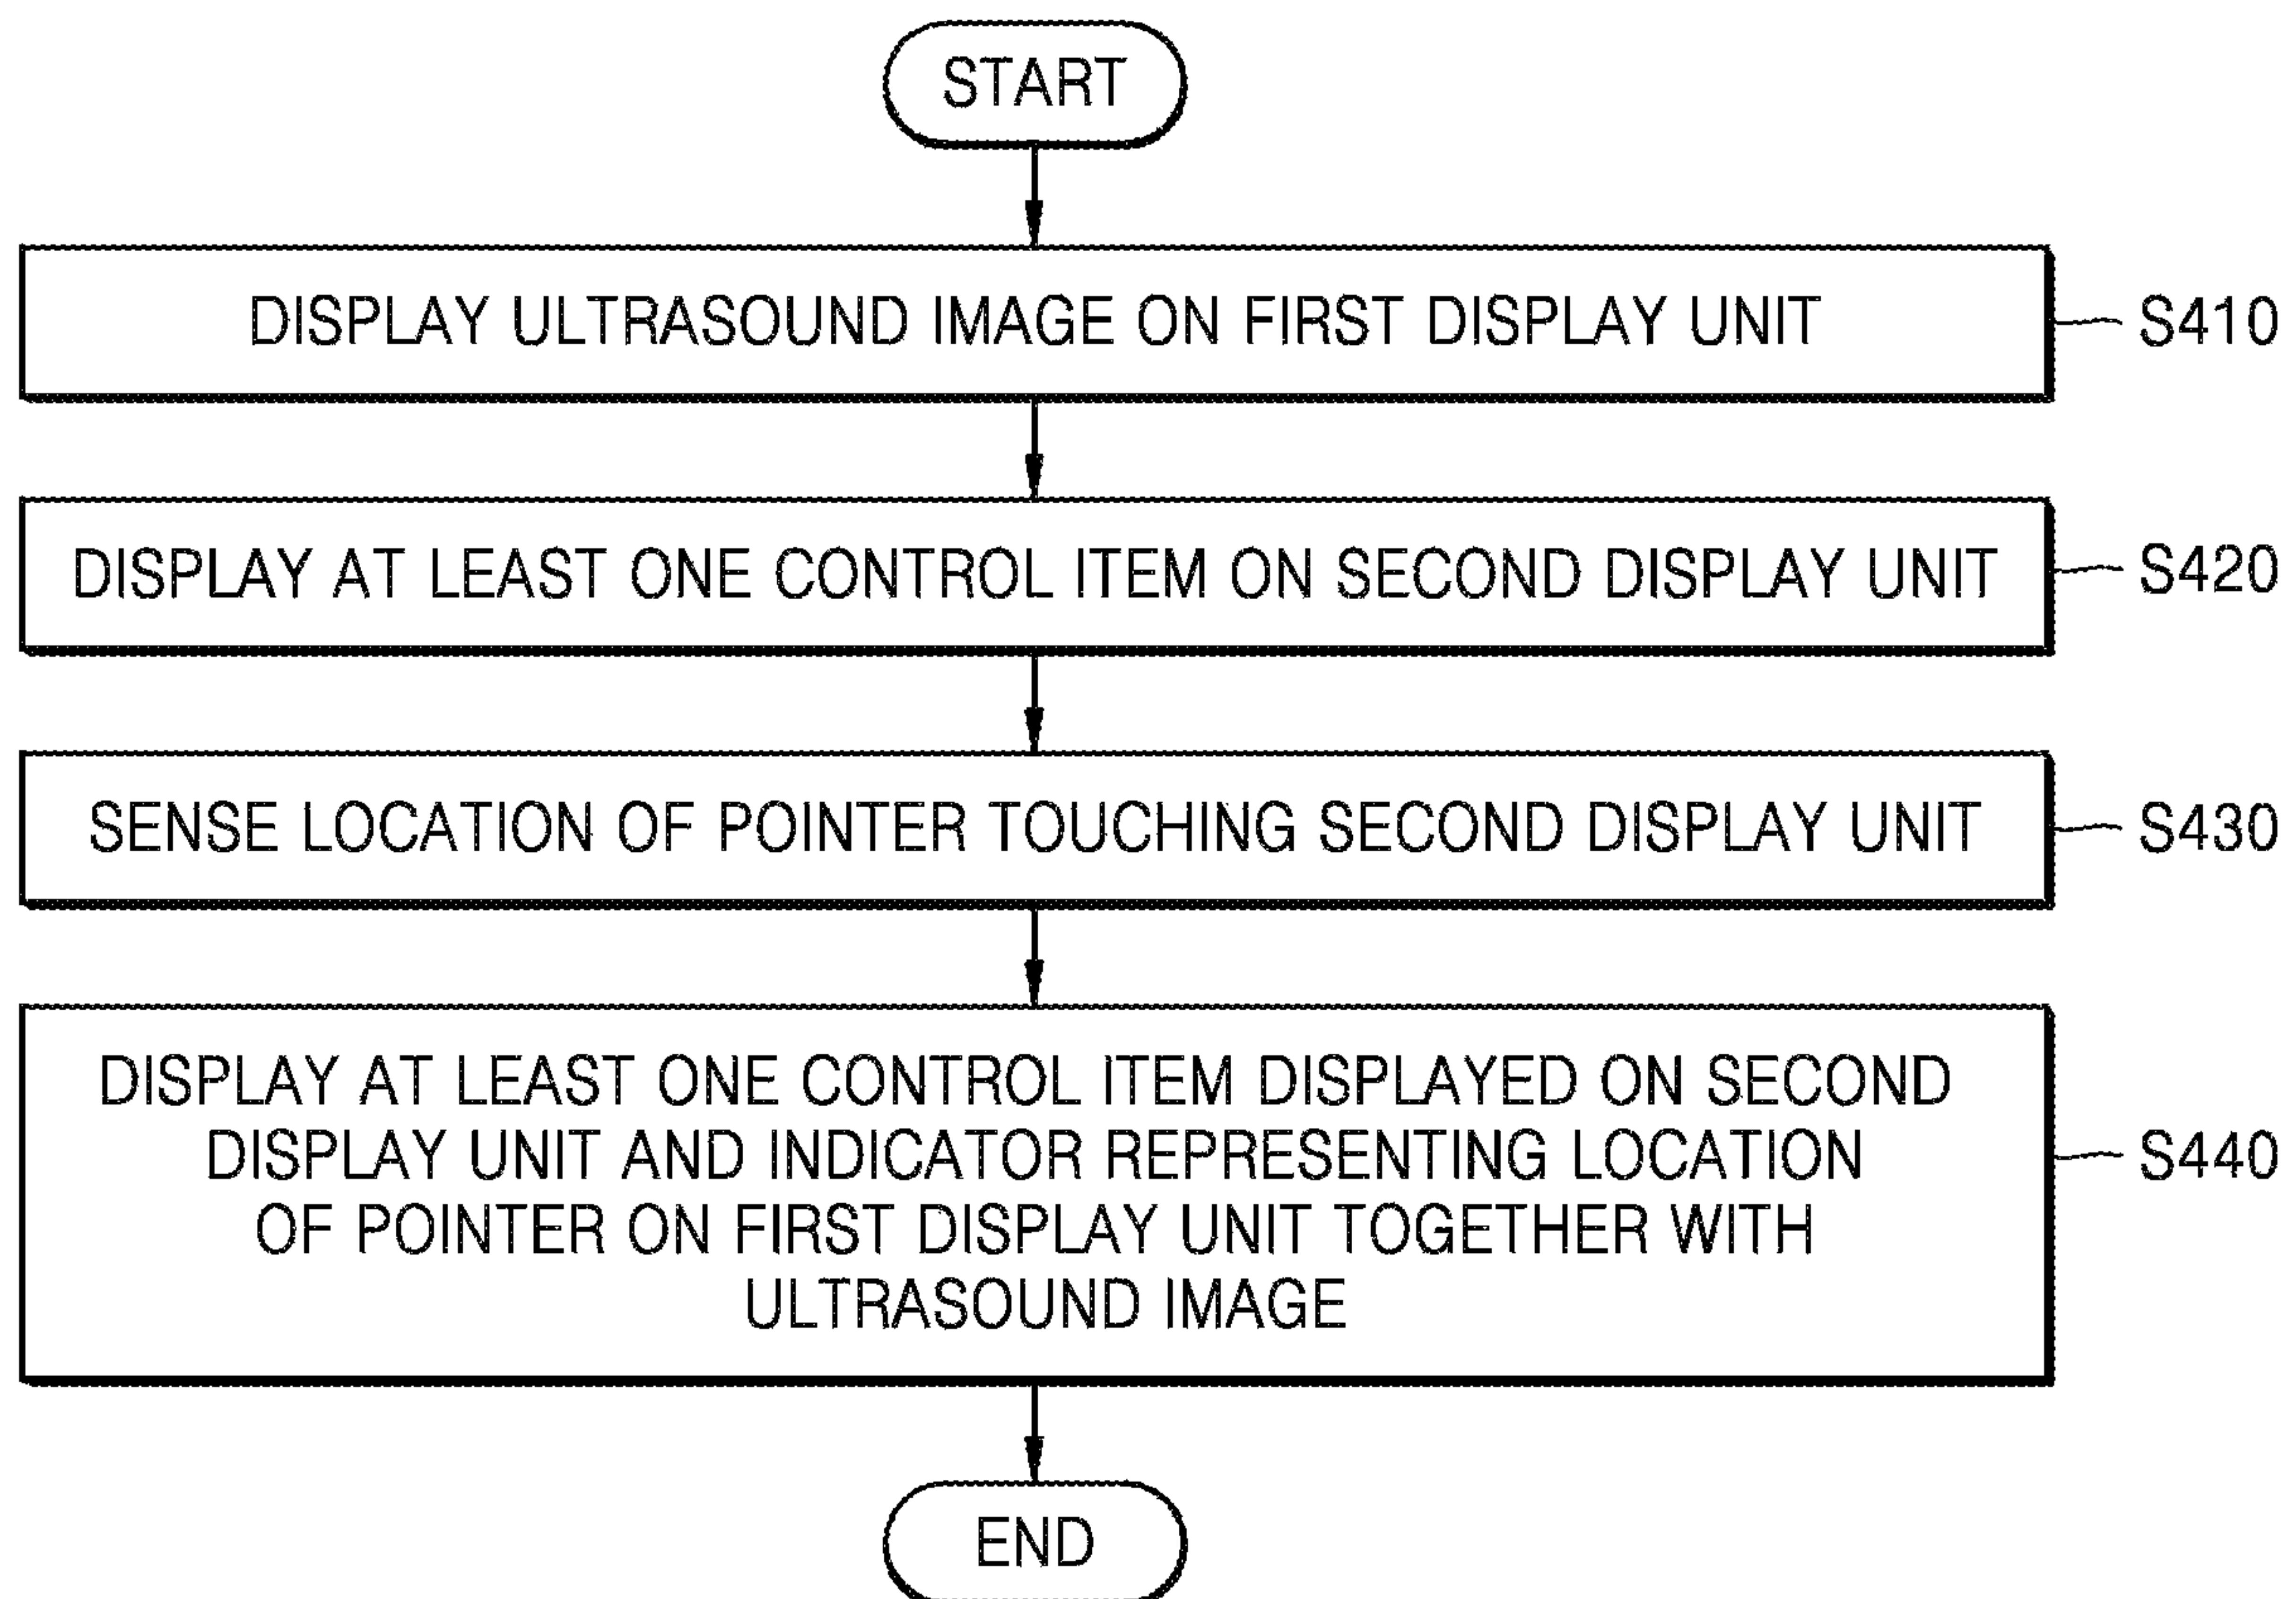 START
DISPLAY ULTRASOUND IMAGE ON FIRST DISPLAY UNIT
S410
DISPLAY AT LEAST ONE CONTROL ITEM ON SECOND DISPLAY UNIT
S420
SENSE LOCATION OF POINTER TOUCHING SECOND DISPLAY UNIT
S430
DISPLAY AT LEAST ONE CONTROL ITEM DISPLAYED ON SECOND
DISPLAY UNIT AND INDICATOR REPRESENTING LOCATION
OF POINTER ON FIRST DISPLAY UNIT TOGETHER WITH
ULTRASOUND IMAGE
S440
END